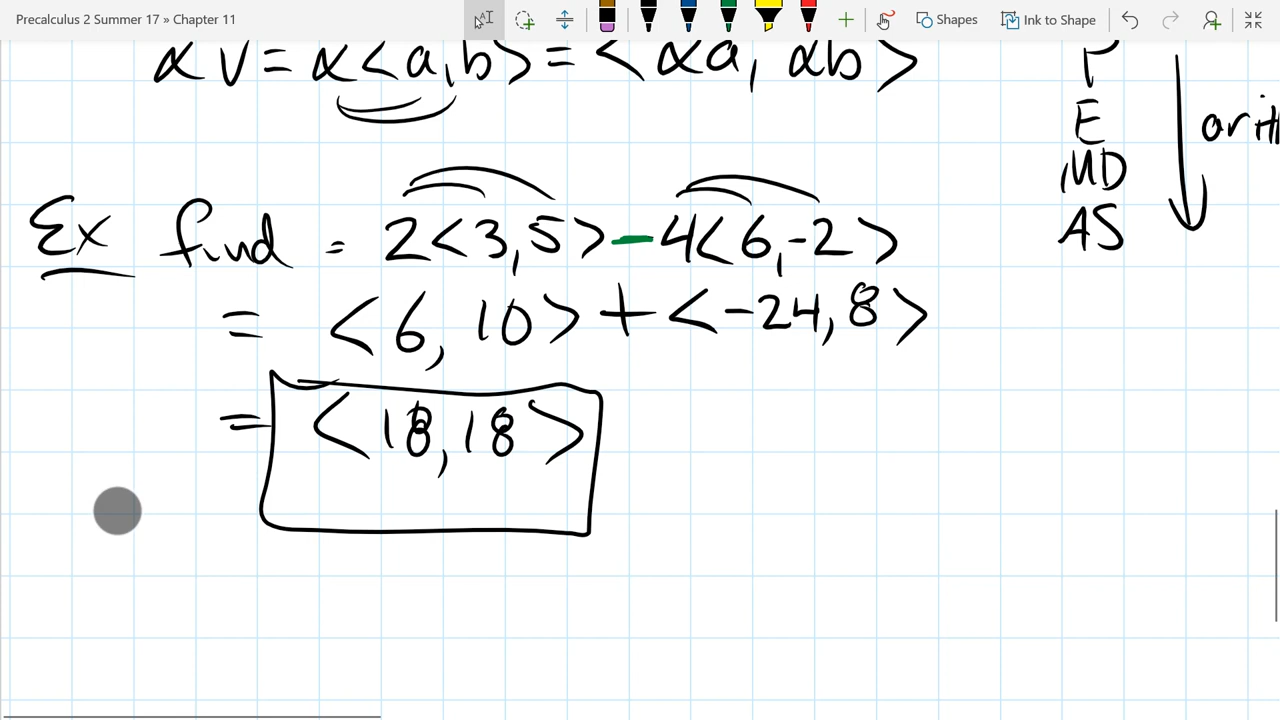 Precalculus 2 Summer 17 » Chapter 11
Shapes
Ink to Shape
αV = α<a, b> = <αa, αb>
P
E
MD
AS
Ex find = 2<3, 5> - 4<6, -2>
= <6, 10> + <-24, 8>
= <18, 18>